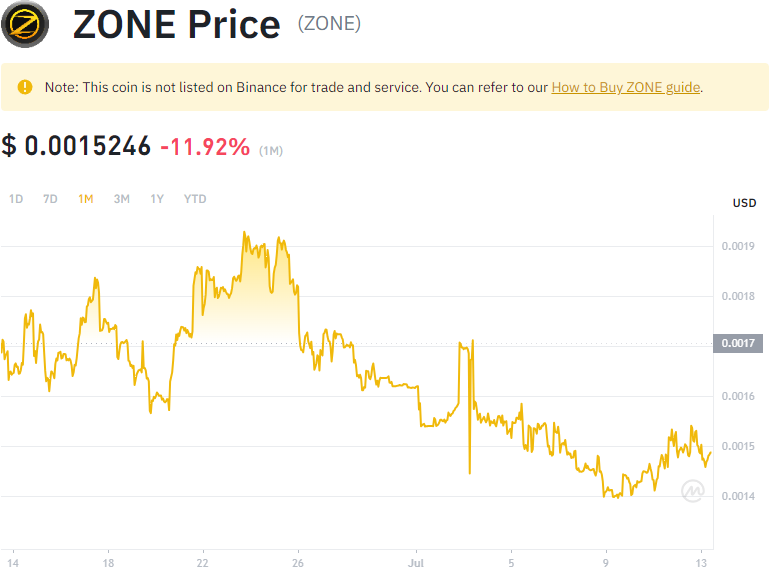 ZONE Price (ZONE)
Note: This coin is not listed on Binance for trade and service. You can refer to our How to Buy ZONE guide.
$ 0.0015246 -11.92% (1M)
1D 7D 1M 3M 1Y YTD
USD
0.0019
0.0018
0.0017
0.0016
0.0015
0.0014
14 18 22 26 Jul 5 9 13